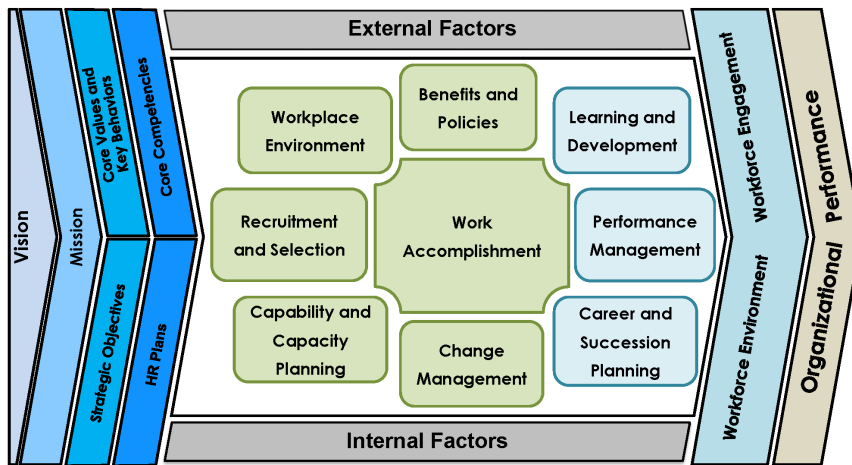 Vision
Mission
Core Values and
Key Behaviors
Strategic Objectives
Core Competencies
HR Plans
External Factors
Workplace
Environment
Benefits and
Policies
Learning and
Development
Recruitment
and Selection
Work
Accomplishment
Performance
Management
Capability and
Capacity
Planning
Change
Management
Career and
Succession
Planning
Internal Factors
Workforce Engagement
Workforce Environment
Organizational Performance